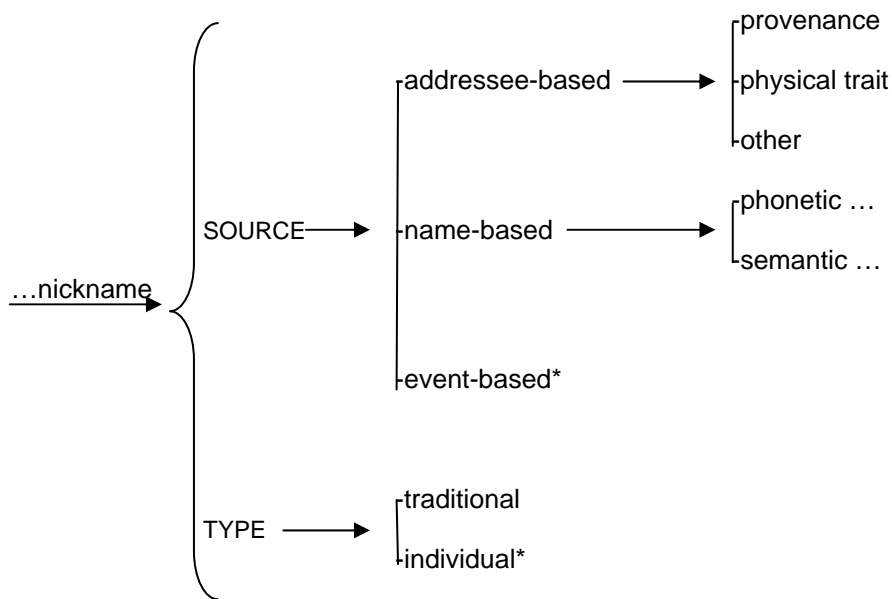 provenance
addressee-based
physical trait
other
phonetic …
SOURCE
name-based
semantic …
…nickname
event-based*
traditional
TYPE
individual*